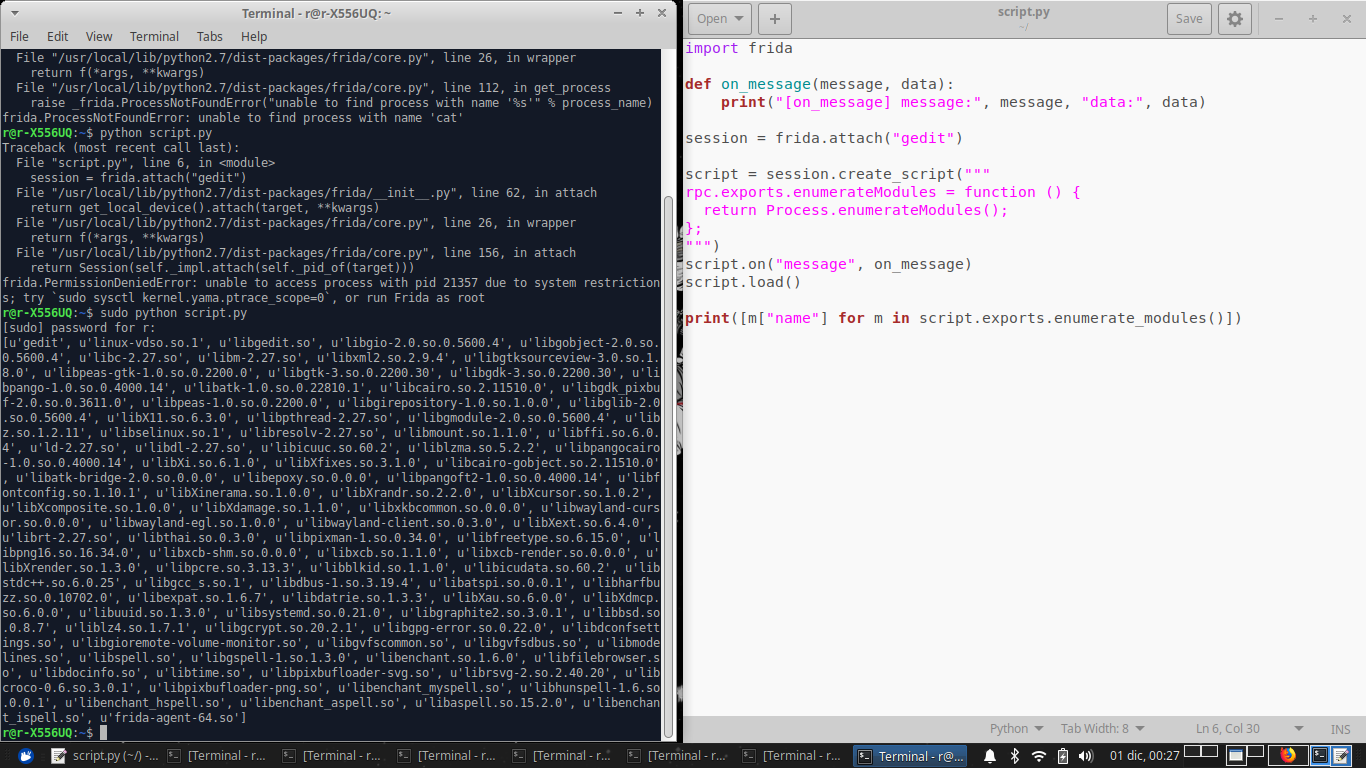 Terminal - r@r-X556UQ: ~
File Edit View Terminal Tabs Help
File "/usr/local/lib/python2.7/dist-packages/frida/core.py", line 26, in wrapper
return f(*args, **kwargs)
File "/usr/local/lib/python2.7/dist-packages/frida/core.py", line 112, in get_process
raise _frida.ProcessNotFoundError("unable to find process with name '%s'" % process_name)
frida.ProcessNotFoundError: unable to find process with name 'cat'
r@r-X556UQ:~$ python script.py
Traceback (most recent call last):
File "script.py", line 6, in <module>
session = frida.attach("gedit")
File "/usr/local/lib/python2.7/dist-packages/frida/__init__.py", line 62, in attach
return get_local_device().attach(target, **kwargs)
File "/usr/local/lib/python2.7/dist-packages/frida/core.py", line 26, in wrapper
return f(*args, **kwargs)
File "/usr/local/lib/python2.7/dist-packages/frida/core.py", line 156, in attach
return Session(self._impl.attach(self._pid_of(target)))
frida.PermissionDeniedError: unable to access process with pid 21357 due to system restriction
s; try `sudo sysctl kernel.yama.ptrace_scope=0`, or run Frida as root
r@r-X556UQ:~$ sudo python script.py
[sudo] password for r:
[u'gedit', u'linux-vdso.so.1', u'libgedit.so', u'libgio-2.0.so.0.5600.4', u'libgobject-2.0.so.
0.5600.4', u'libc-2.27.so', u'libm-2.27.so', u'libxml2.so.2.9.4', u'libgtksourceview-3.0.so.1.
8.0', u'libpeas-gtk-1.0.so.0.2200.0', u'libgtk-3.so.0.2200.30', u'libgdk-3.so.0.2200.30', u'li
bpango-1.0.so.0.4000.14', u'libatk-1.0.so.0.22810.1', u'libcairo.so.2.11510.0', u'libgdk_pixbu
f-2.0.so.0.3611.0', u'libpeas-1.0.so.0.2200.0', u'libgirepository-1.0.so.1.0.0', u'libglib-2.0
.so.0.5600.4', u'libX11.so.6.3.0', u'libpthread-2.27.so', u'libgmodule-2.0.so.0.5600.4', u'lib
z.so.1.2.11', u'libselinux.so.1', u'libresolv-2.27.so', u'libmount.so.1.1.0', u'libffi.so.6.0.
4', u'ld-2.27.so', u'libdl-2.27.so', u'libicuuc.so.60.2', u'liblzma.so.5.2.2', u'libpangocairo
-1.0.so.0.4000.14', u'libXi.so.6.1.0', u'libXfixes.so.3.1.0', u'libcairo-gobject.so.2.11510.0'
, u'libatk-bridge-2.0.so.0.0.0', u'libepoxy.so.0.0.0', u'libpangoft2-1.0.so.0.4000.14', u'libf
ontconfig.so.1.10.1', u'libXinerama.so.1.0.0', u'libXrandr.so.2.2.0', u'libXcursor.so.1.0.2',
u'libXcomposite.so.1.0.0', u'libXdamage.so.1.1.0', u'libxkbcommon.so.0.0.0', u'libwayland-curs
or.so.0.0.0', u'libwayland-egl.so.1.0.0', u'libwayland-client.so.0.3.0', u'libXext.so.6.4.0',
u'librt-2.27.so', u'libthai.so.0.3.0', u'libpixman-1.so.0.34.0', u'libfreetype.so.6.15.0', u'l
ibpng16.so.16.34.0', u'libxcb-shm.so.0.0.0', u'libxcb.so.1.1.0', u'libxcb-render.so.0.0.0', u'
libXrender.so.1.3.0', u'libpcre.so.3.13.3', u'libblkid.so.1.1.0', u'libicudata.so.60.2', u'lib
stdc++.so.6.0.25', u'libgcc_s.so.1', u'libdbus-1.so.3.19.4', u'libatspi.so.0.0.1', u'libharfbu
zz.so.0.10702.0', u'libexpat.so.1.6.7', u'libdatrie.so.1.3.3', u'libXau.so.6.0.0', u'libXdmcp.
so.6.0.0', u'libuuid.so.1.3.0', u'libsystemd.so.0.21.0', u'libgraphite2.so.3.0.1', u'libbsd.so
.0.8.7', u'liblz4.so.1.7.1', u'libgcrypt.so.20.2.1', u'libgpg-error.so.0.22.0', u'libdconfsett
ings.so', u'libgioremote-volume-monitor.so', u'libgvfscommon.so', u'libgvfsdbus.so', u'libmode
lines.so', u'libspell.so', u'libgspell-1.so.1.3.0', u'libenchant.so.1.6.0', u'libfilebrowser.s
o', u'libdocinfo.so', u'libtime.so', u'libpixbufloader-svg.so', u'librsvg-2.so.2.40.20', u'lib
croco-0.6.so.3.0.1', u'libpixbufloader-png.so', u'libenchant_myspell.so', u'libhunspell-1.6.so
.0.0.1', u'libenchant_hspell.so', u'libenchant_aspell.so', u'libaspell.so.15.2.0', u'libenchan
t_ispell.so', u'frida-agent-64.so']
r@r-X556UQ:~$
Open + script.py ~/ Save
import frida
def on_message(message, data):
print("[on_message] message:", message, "data:", data)
session = frida.attach("gedit")
script = session.create_script("""
rpc.exports.enumerateModules = function () {
return Process.enumerateModules();
};
""")
script.on("message", on_message)
script.load()
print([m["name"] for m in script.exports.enumerate_modules()])
Python Tab Width: 8 Ln 6, Col 30 INS
script.py (~/) -... [Terminal - r... [Terminal - r... [Terminal - r... [Terminal - r... [Terminal - r... [Terminal - r... Terminal - r@... 01 dic, 00:27